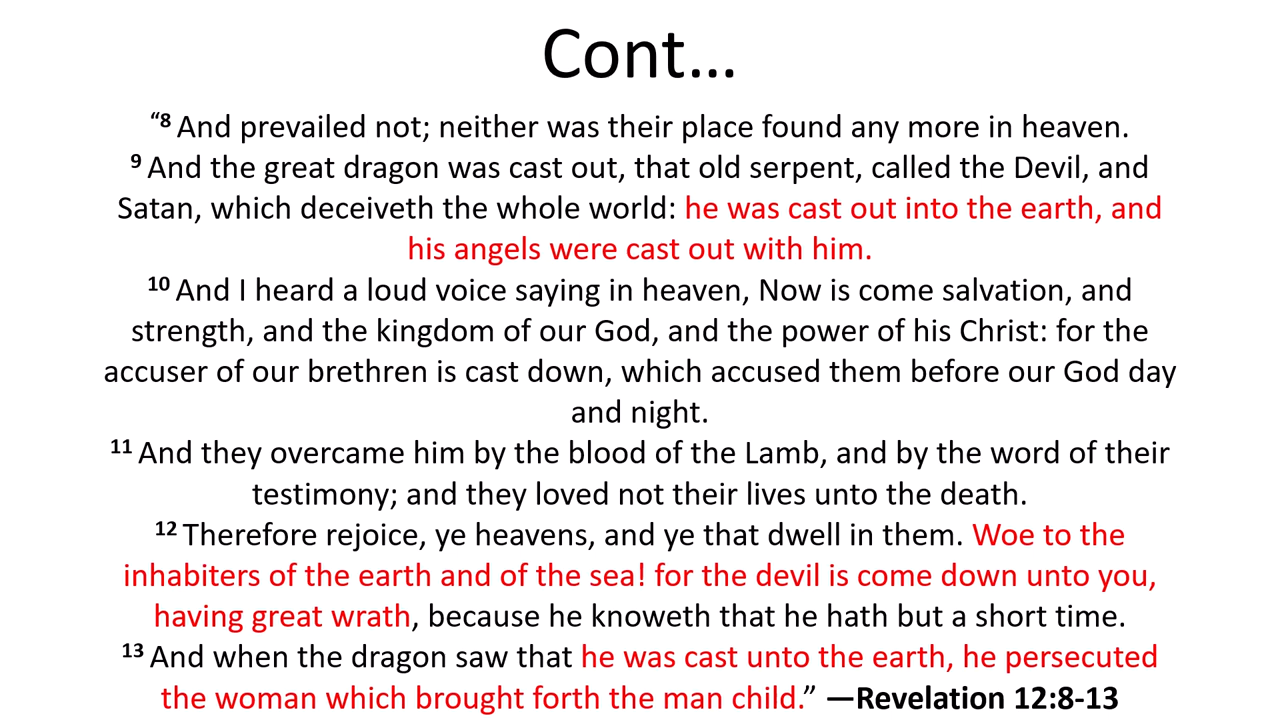 Cont...
“8 And prevailed not; neither was their place found any more in heaven.
9 And the great dragon was cast out, that old serpent, called the Devil, and
Satan, which deceiveth the whole world: he was cast out into the earth, and
his angels were cast out with him.
10 And I heard a loud voice saying in heaven, Now is come salvation, and
strength, and the kingdom of our God, and the power of his Christ: for the
accuser of our brethren is cast down, which accused them before our God day
and night.
11 And they overcame him by the blood of the Lamb, and by the word of their
testimony; and they loved not their lives unto the death.
12 Therefore rejoice, ye heavens, and ye that dwell in them. Woe to the
inhabiters of the earth and of the sea! for the devil is come down unto you,
having great wrath, because he knoweth that he hath but a short time.
13 And when the dragon saw that he was cast unto the earth, he persecuted
the woman which brought forth the man child.” —Revelation 12:8-13